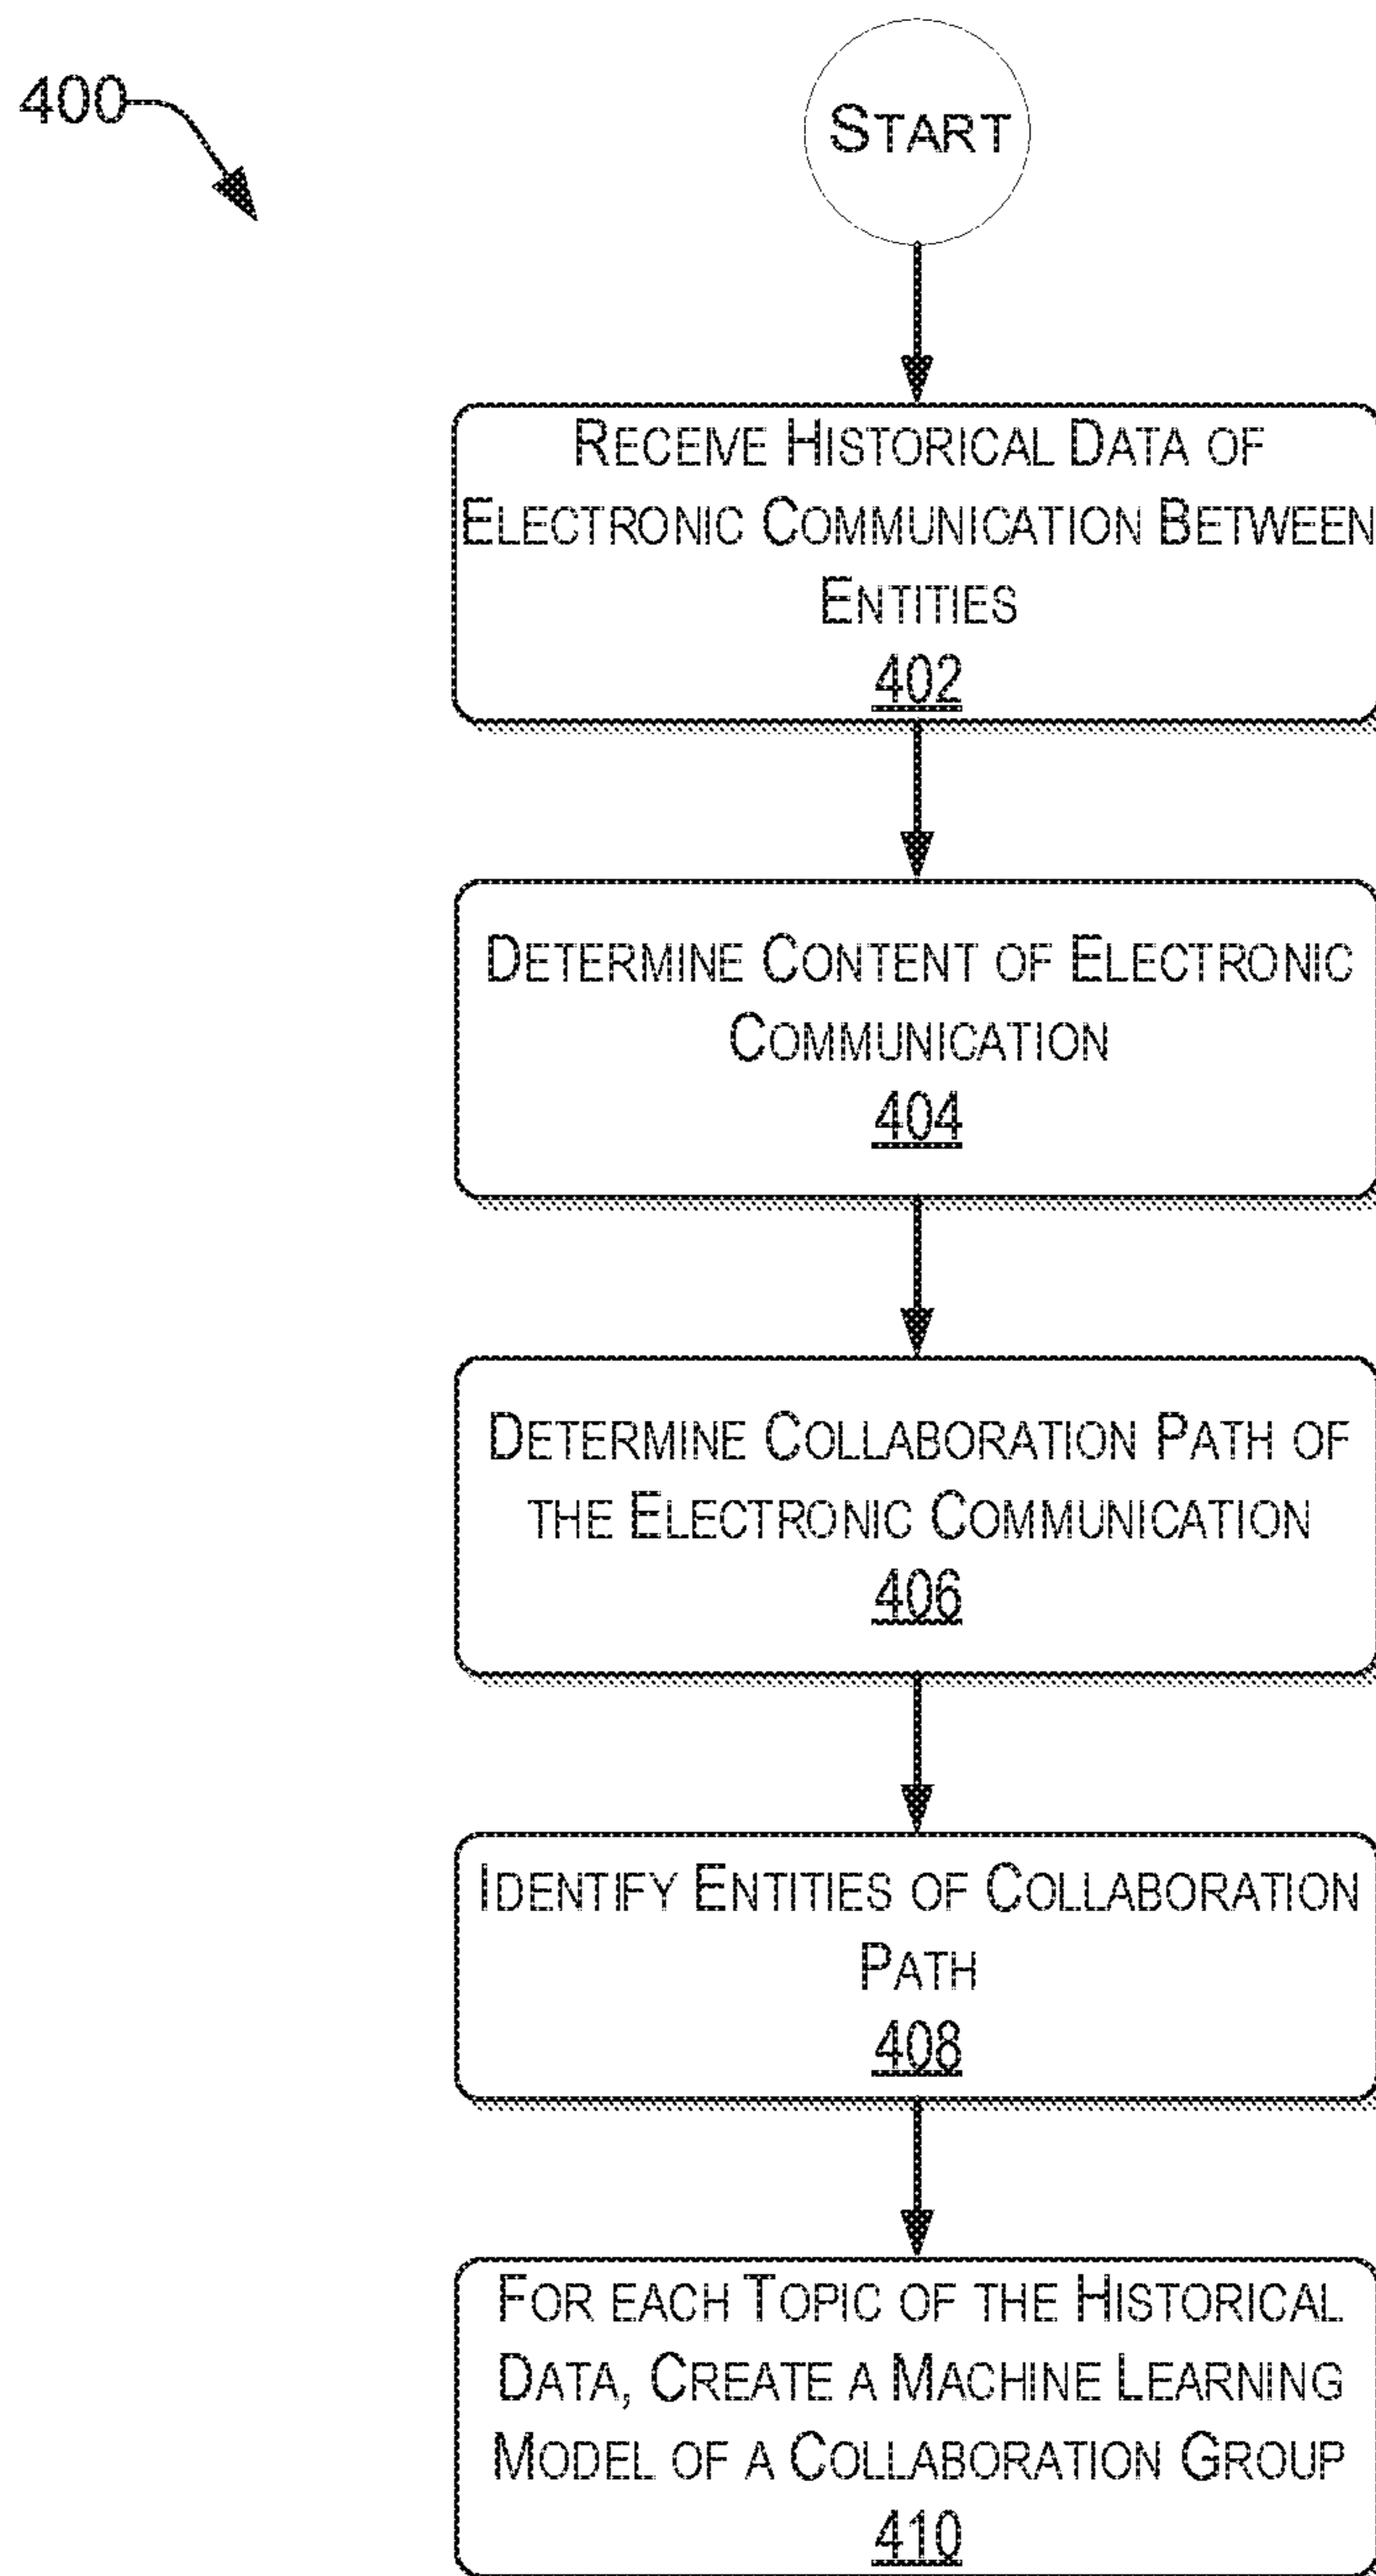 400
START
RECEIVE HISTORICAL DATA OF
ELECTRONIC COMMUNICATION BETWEEN
ENTITIES
402
DETERMINE CONTENT OF ELECTRONIC
COMMUNICATION
404
DETERMINE COLLABORATION PATH OF
THE ELECTRONIC COMMUNICATION
406
IDENTIFY ENTITIES OF COLLABORATION
PATH
408
FOR EACH TOPIC OF THE HISTORICAL
DATA, CREATE A MACHINE LEARNING
MODEL OF A COLLABORATION GROUP
410